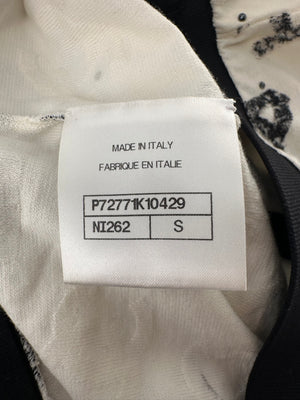 MADE IN ITALY
FABRIQUE EN ITALIE
P72771K10429
NI262 S